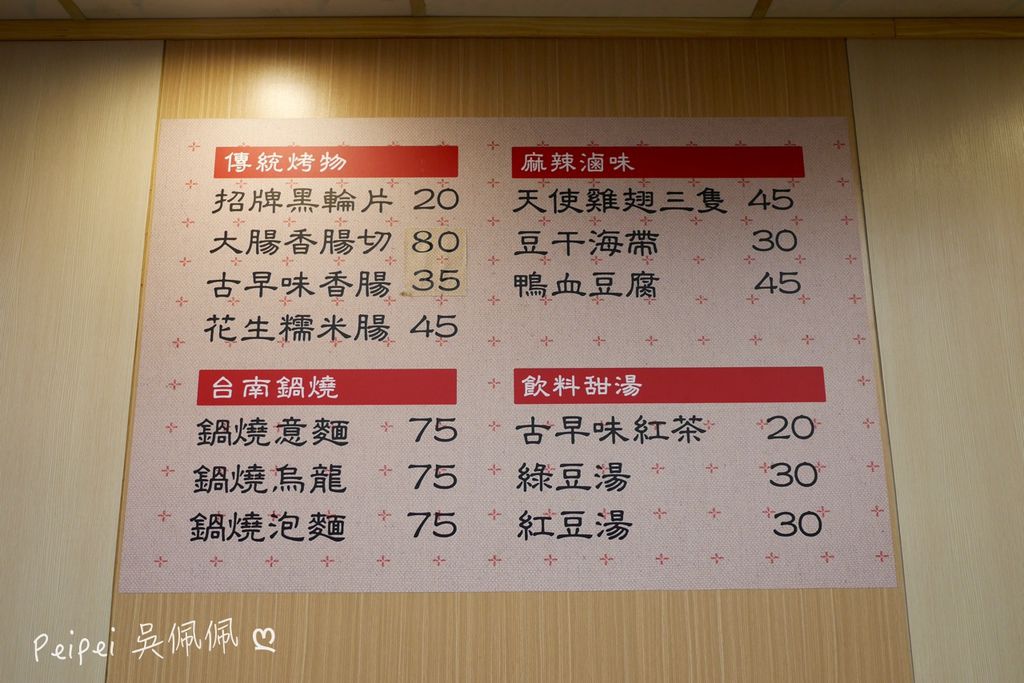 傳統烤物
招牌黑輪片 20
大腸香腸切 80
古早味香腸 35
花生糯米腸 45
麻辣滷味
天使雞翅三隻 45
豆干海帶 30
鴨血豆腐 45
台南鍋燒
鍋燒意麵 75
鍋燒烏龍 75
鍋燒泡麵 75
飲料甜湯
古早味紅茶 20
綠豆湯 30
紅豆湯 30
Peipei 吳佩佩